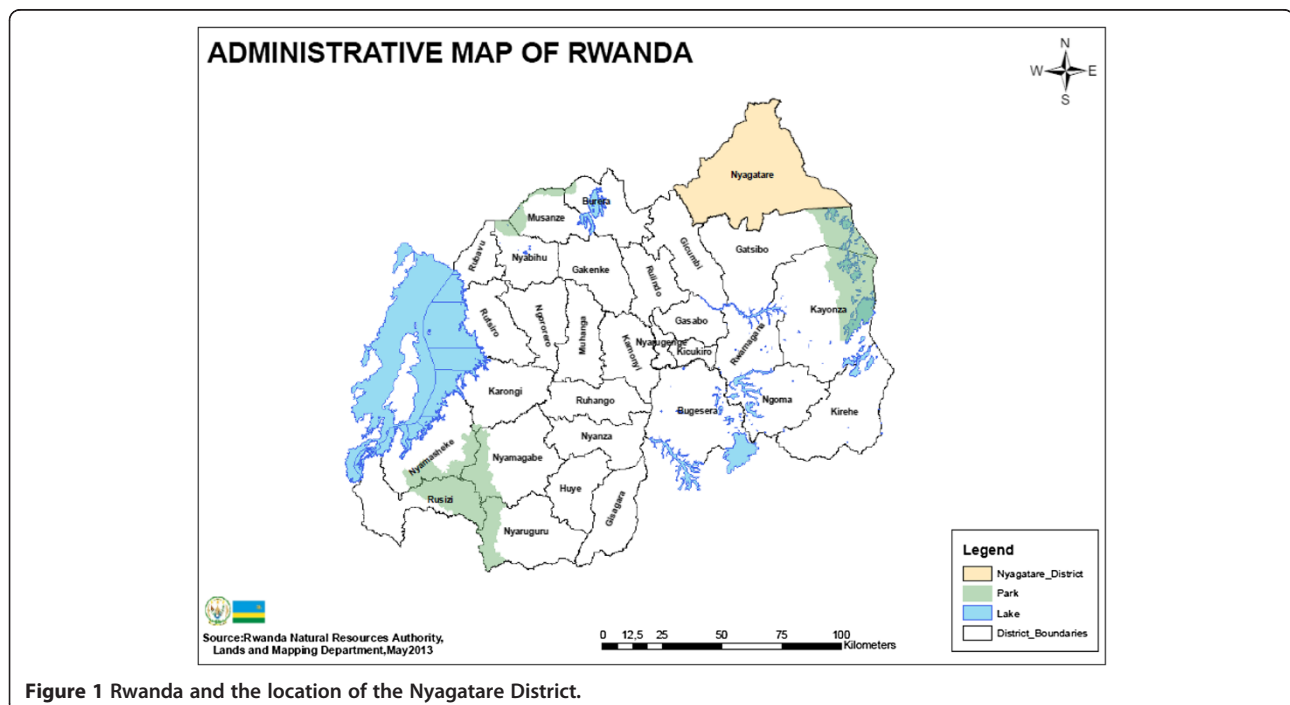 ADMINISTRATIVE MAP OF RWANDA
N
W E
S
Nyagatare
Burera
Musanze
Gicumbi
Gatsibo
Rubavu
Nyabihu
Gakenke
Rulindo
Kayonza
Rutsiro
Ngororero
Muhanga
Kamonyi
Gasabo
Nyarugenge
Kicukiro
Rwamagana
Karongi
Ruhango
Bugesera
Ngoma
Kirehe
Nyanza
Nyamasheke
Nyamagabe
Huye
Gisagara
Rusizi
Nyaruguru
Legend
Nyagatare_District
Park
Lake
District_Boundaries
Source:Rwanda Natural Resources Authority,
Lands and Mapping Department,May2013
0 12,5 25 50 75 100
Kilometers
Figure 1 Rwanda and the location of the Nyagatare District.